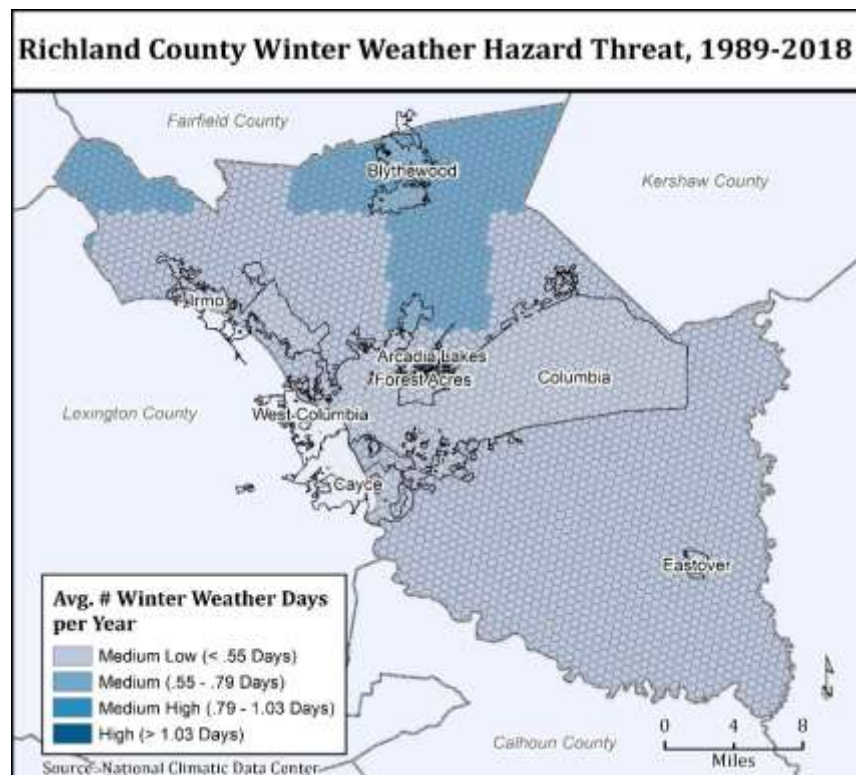 Richland County Winter Weather Hazard Threat, 1989-2018
Fairfield County
Blythewood
Kershaw County
Irmo
Arcadia Lakes
Forest Acres
Columbia
Lexington County
West Columbia
Cayce
Eastover
Avg. # Winter Weather Days
per Year
Medium Low (< .55 Days)
Medium (.55 - .79 Days)
Medium High (.79 - 1.03 Days)
High (> 1.03 Days)
N
0 4 8
Miles
Calhoun County
Source: National Climatic Data Center